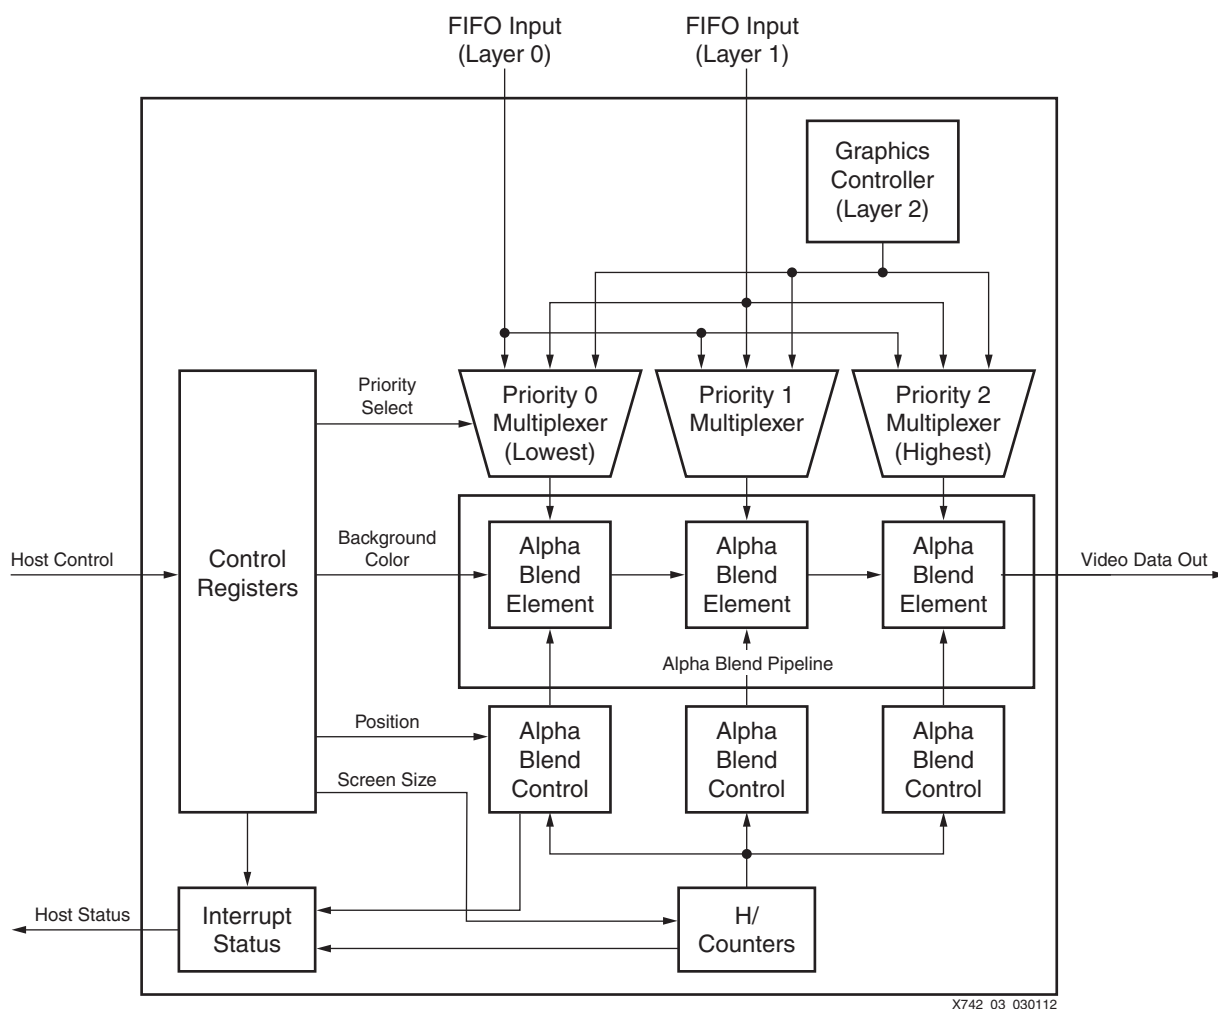 FIFO Input
(Layer 0)
FIFO Input
(Layer 1)
Graphics
Controller
(Layer 2)
Priority
Select
Priority 0
Multiplexer
(Lowest)
Priority 1
Multiplexer
Priority 2
Multiplexer
(Highest)
Host Control
Control
Registers
Background
Color
Alpha
Blend
Element
Alpha
Blend
Element
Alpha
Blend
Element
Video Data Out
Alpha Blend Pipeline
Position
Screen Size
Alpha
Blend
Control
Alpha
Blend
Control
Alpha
Blend
Control
Host Status
Interrupt
Status
H/
Counters
X742_03_030112